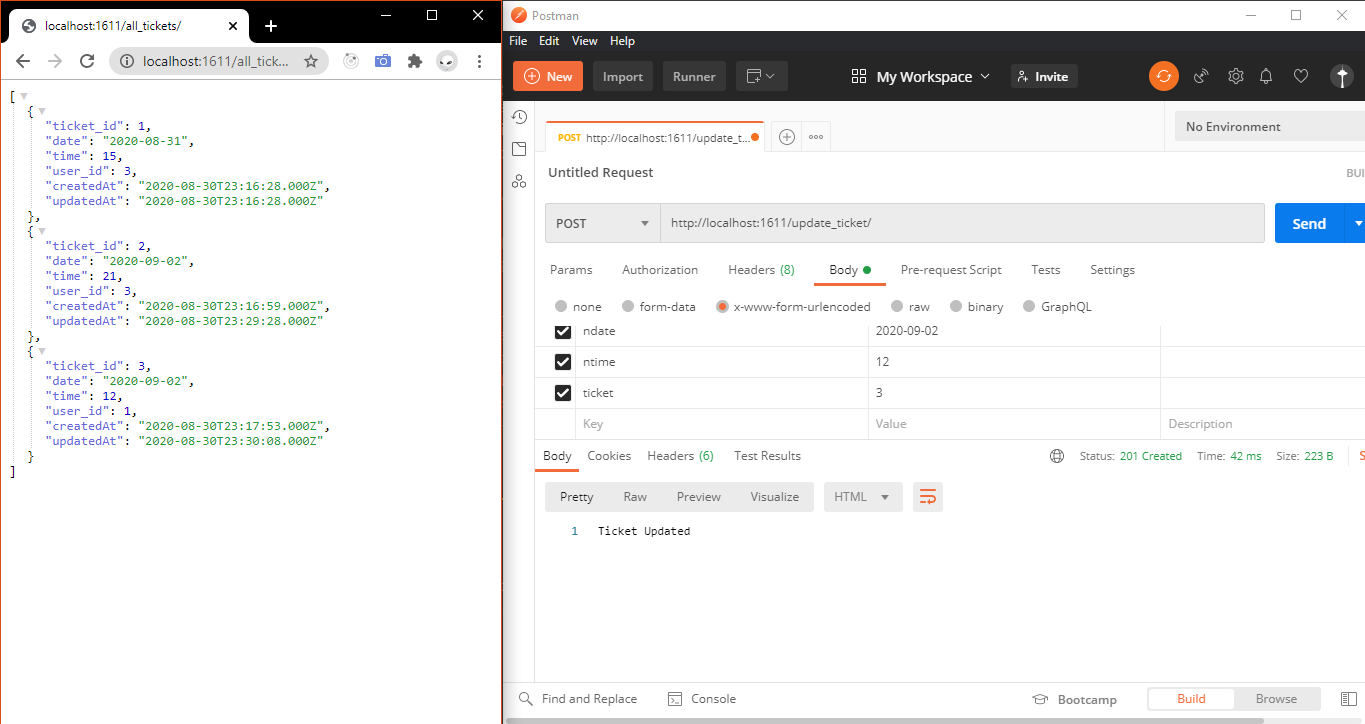 localhost:1611/all_tickets/
localhost:1611/all_tick...
[
{
"ticket_id": 1,
"date": "2020-08-31",
"time": 15,
"user_id": 3,
"createdAt": "2020-08-30T23:16:28.000Z",
"updatedAt": "2020-08-30T23:16:28.000Z"
},
{
"ticket_id": 2,
"date": "2020-09-02",
"time": 21,
"user_id": 3,
"createdAt": "2020-08-30T23:16:59.000Z",
"updatedAt": "2020-08-30T23:29:28.000Z"
},
{
"ticket_id": 3,
"date": "2020-09-02",
"time": 12,
"user_id": 1,
"createdAt": "2020-08-30T23:17:53.000Z",
"updatedAt": "2020-08-30T23:30:08.000Z"
}
]
Postman
File Edit View Help
New Import Runner My Workspace Invite
POST http://localhost:1611/update_t... No Environment
Untitled Request BUI
POST http://localhost:1611/update_ticket/ Send
Params Authorization Headers (8) Body Pre-request Script Tests Settings
none form-data x-www-form-urlencoded raw binary GraphQL
ndate 2020-09-02
ntime 12
ticket 3
Key Value Description
Body Cookies Headers (6) Test Results Status: 201 Created Time: 42 ms Size: 223 B S
Pretty Raw Preview Visualize HTML
1 Ticket Updated
Find and Replace Console Bootcamp Build Browse